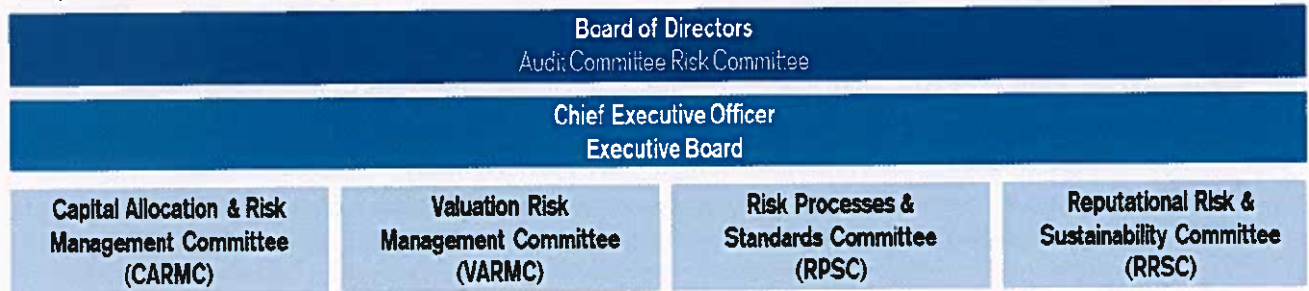 Board of Directors
Audit Committee Risk Committee
Chief Executive Officer
Executive Board
Capital Allocation & Risk
Management Committee
(CARMC)
Valuation Risk
Management Committee
(VARMC)
Risk Processes &
Standards Committee
(RPSC)
Reputational Risk &
Sustainability Committee
(RRSC)